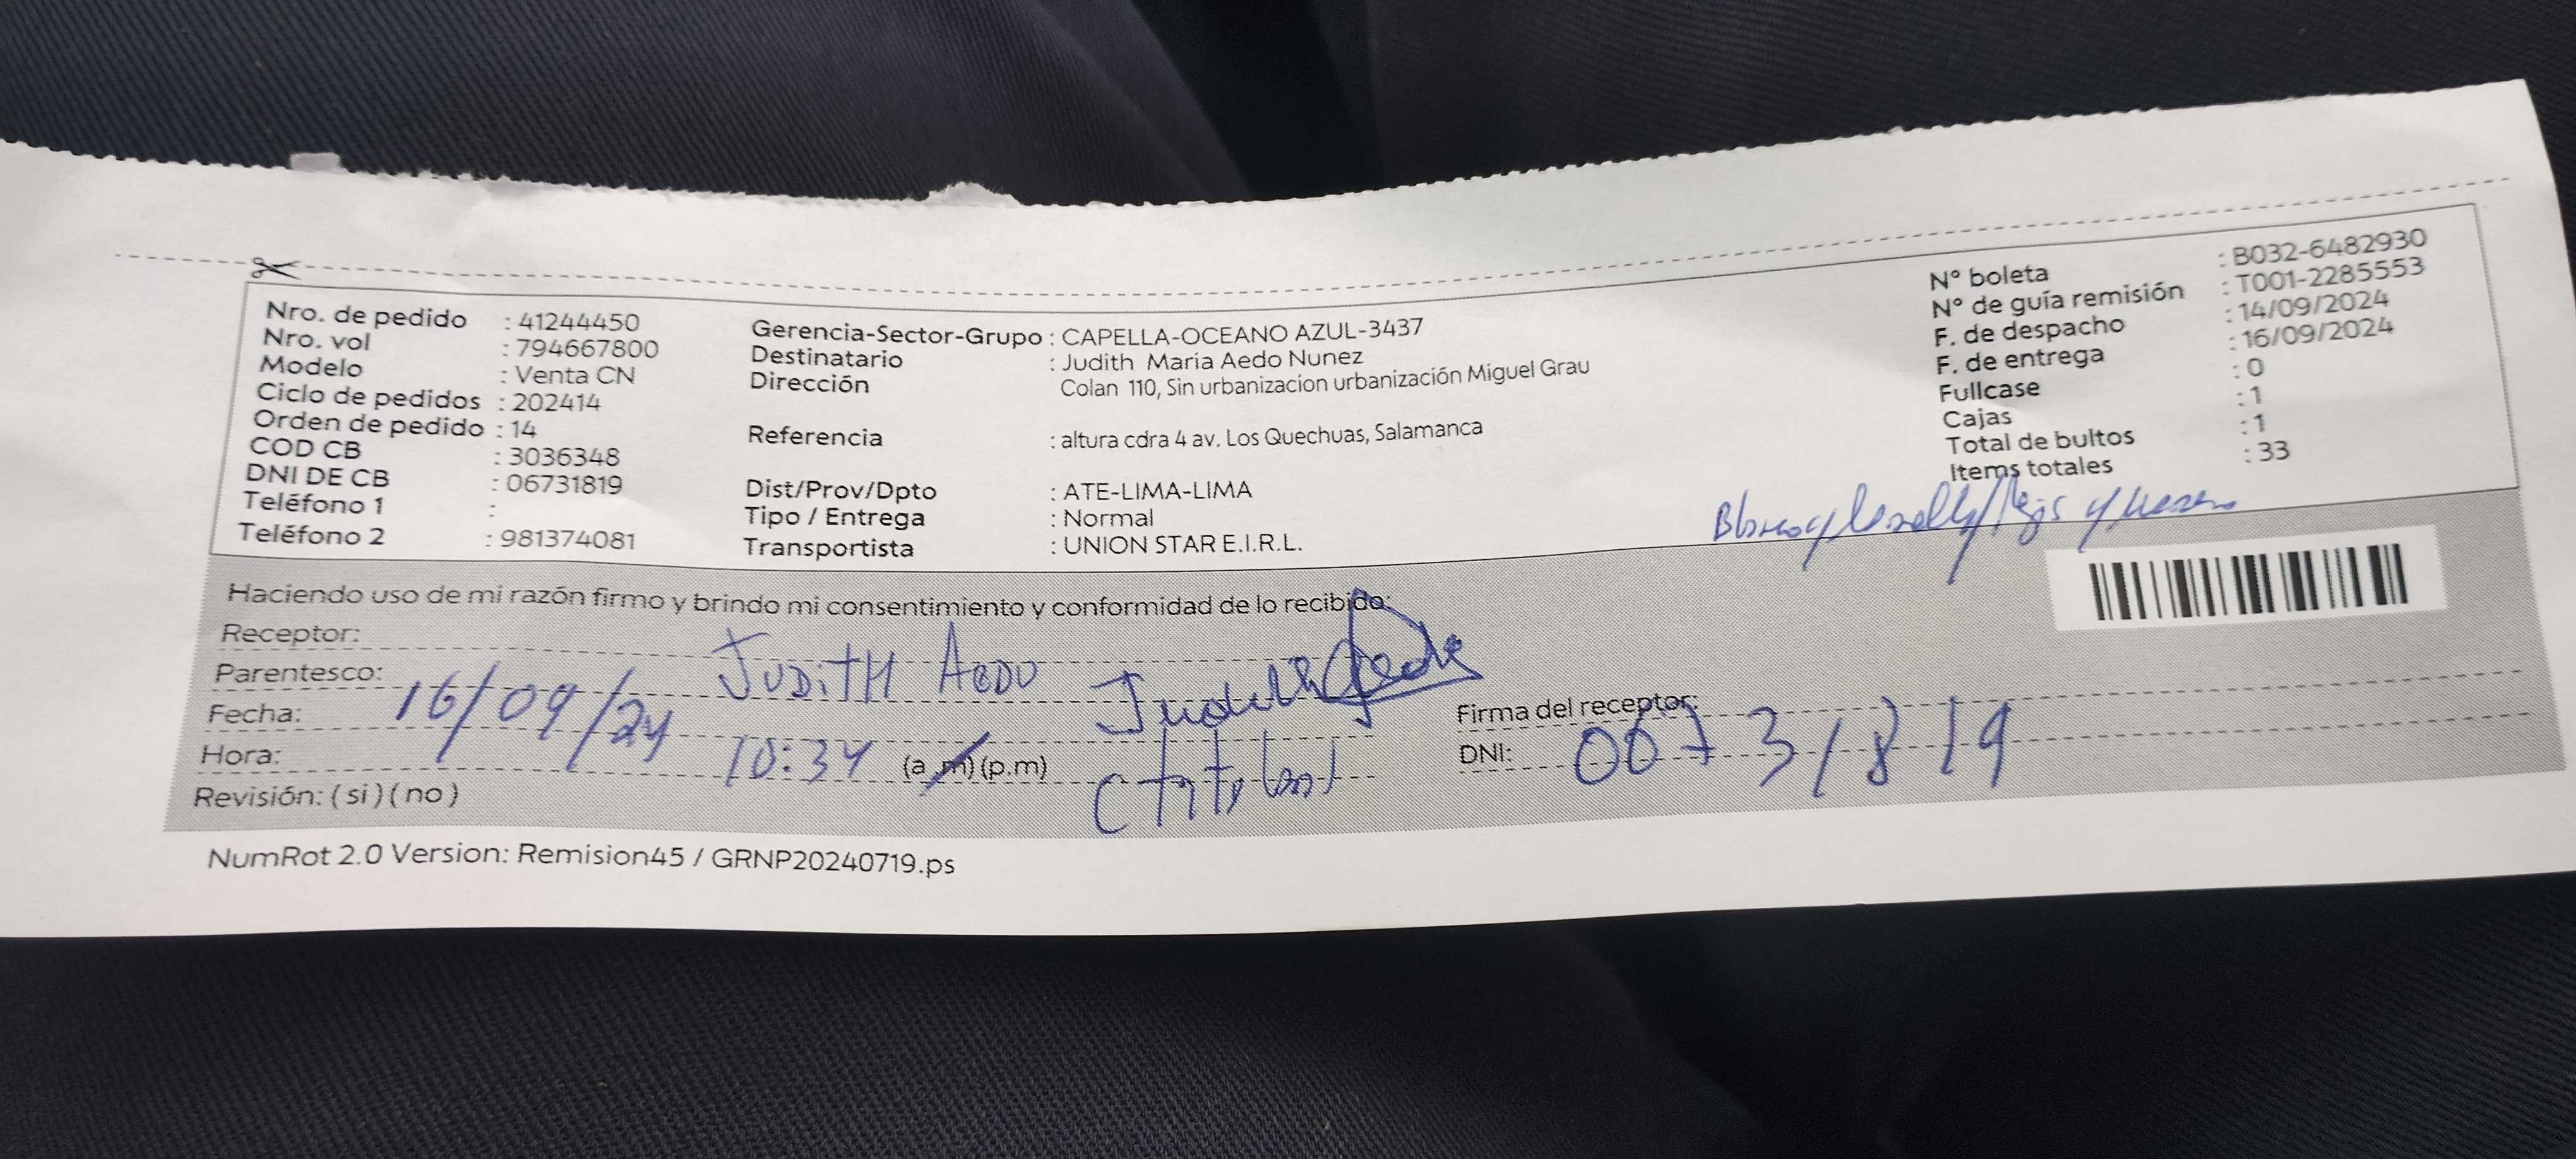 Nro. de pedido : 41244450
Nro. vol : 794667800
Modelo : Venta CN
Ciclo de pedidos : 202414
Orden de pedido : 14
COD CB : 3036348
DNI DE CB : 06731819
Teléfono 1 :
Teléfono 2 : 981374081
Gerencia-Sector-Grupo : CAPELLA-OCEANO AZUL-3437
Destinatario : Judith Maria Aedo Nunez
Dirección Colan 110, Sin urbanizacion urbanización Miguel Grau
Referencia : altura cdra 4 av. Los Quechuas, Salamanca
Dist/Prov/Dpto : ATE-LIMA-LIMA
Tipo / Entrega : Normal
Transportista : UNION STAR E.I.R.L.
N° boleta : B032-6482930
N° de guía remisión : T001-2285553
F. de despacho : 14/09/2024
F. de entrega : 16/09/2024
Fullcase : 0
Cajas : 1
Total de bultos : 1
Items totales : 33
Haciendo uso de mi razón firmo y brindo mi consentimiento y conformidad de lo recibido:
Receptor:
Parentesco: JUDITH AEDO
Fecha: 16/09/24
Firma del receptor:
Hora: 10:34 (a.m) (p.m)
DNI: 06731819
Revisión: ( si ) ( no )
NumRot 2.0 Version: Remision45 / GRNP20240719.ps